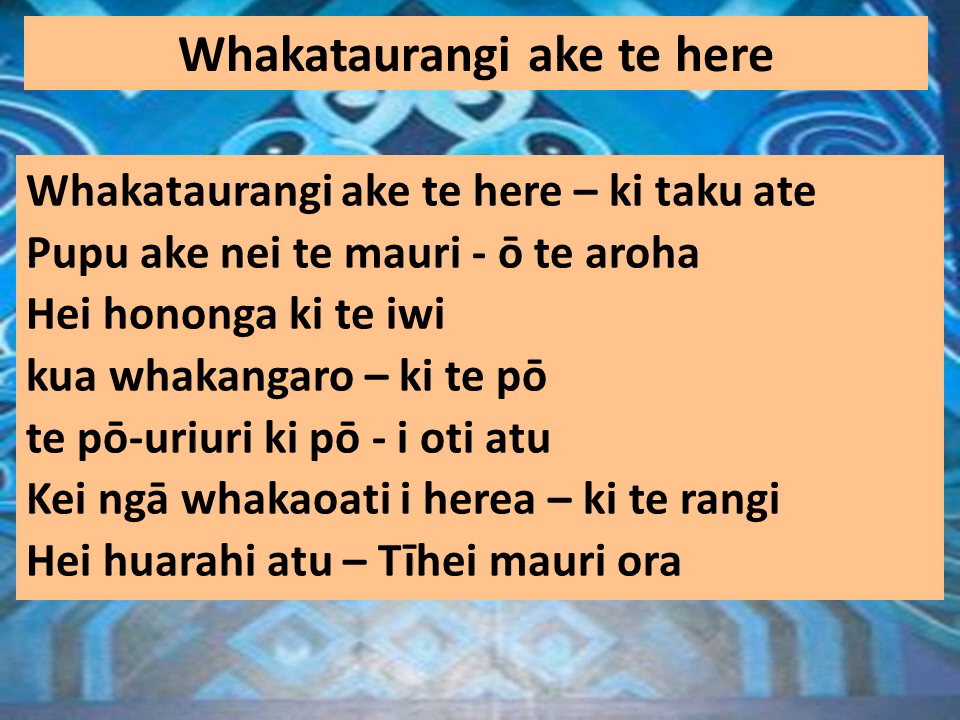 Whakataurangi ake te here
Whakataurangi ake te here – ki taku ate
Pupu ake nei te mauri - ō te aroha
Hei hononga ki te iwi
kua whakangaro – ki te pō
te pō-uriuri ki pō - i oti atu
Kei ngā whakaoati i herea – ki te rangi
Hei huarahi atu – Tīhei mauri ora